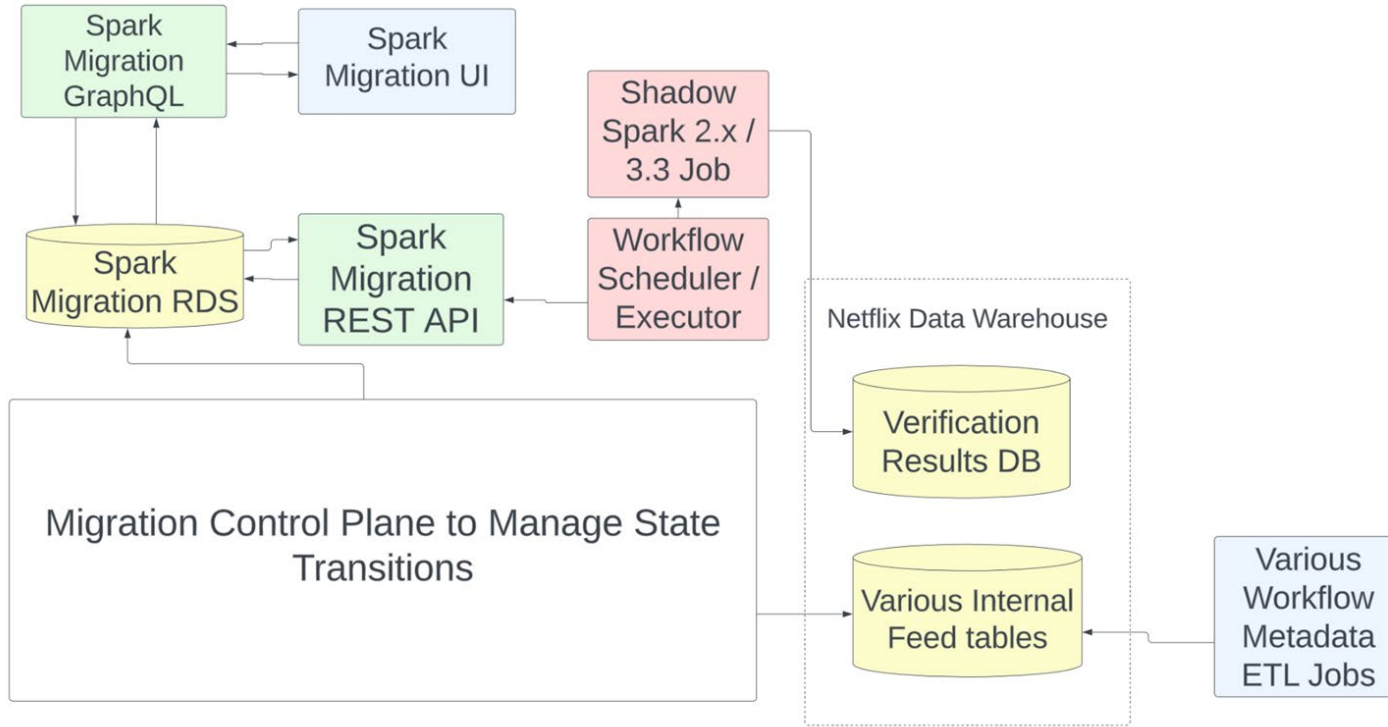 Spark
Migration
GraphQL
Spark
Migration UI
Shadow
Spark 2.x /
3.3 Job
Spark
Migration RDS
Spark
Migration
REST API
Workflow
Scheduler /
Executor
Netflix Data Warehouse
Verification
Results DB
Migration Control Plane to Manage State
Transitions
Various Internal
Feed tables
Various
Workflow
Metadata
ETL Jobs